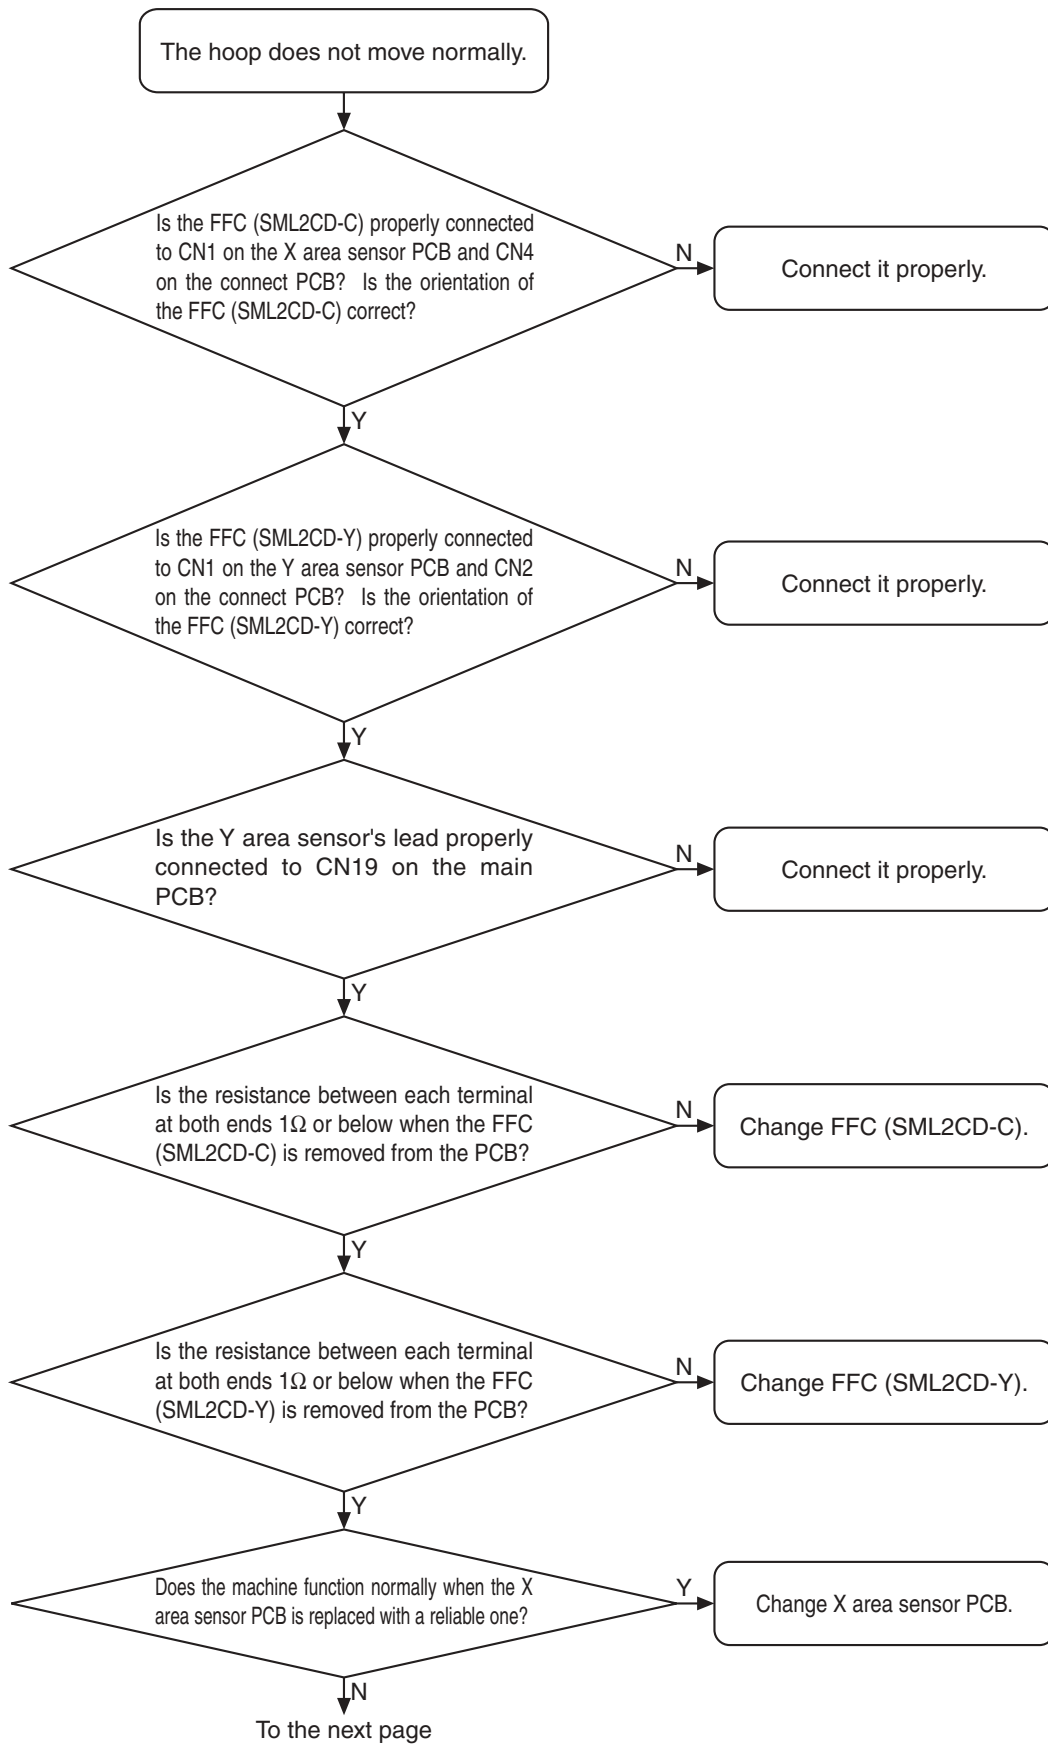 The hoop does not move normally.
Is the FFC (SML2CD-C) properly connected
to CN1 on the X area sensor PCB and CN4
on the connect PCB? Is the orientation of
the FFC (SML2CD-C) correct?
N
Connect it properly.
Y
Is the FFC (SML2CD-Y) properly connected
to CN1 on the Y area sensor PCB and CN2
on the connect PCB? Is the orientation of
the FFC (SML2CD-Y) correct?
N
Connect it properly.
Y
Is the Y area sensor's lead properly
connected to CN19 on the main
PCB?
N
Connect it properly.
Y
Is the resistance between each terminal
at both ends 1Ω or below when the FFC
(SML2CD-C) is removed from the PCB?
N
Change FFC (SML2CD-C).
Y
Is the resistance between each terminal
at both ends 1Ω or below when the FFC
(SML2CD-Y) is removed from the PCB?
N
Change FFC (SML2CD-Y).
Y
Does the machine function normally when the X
area sensor PCB is replaced with a reliable one?
Y
Change X area sensor PCB.
N
To the next page